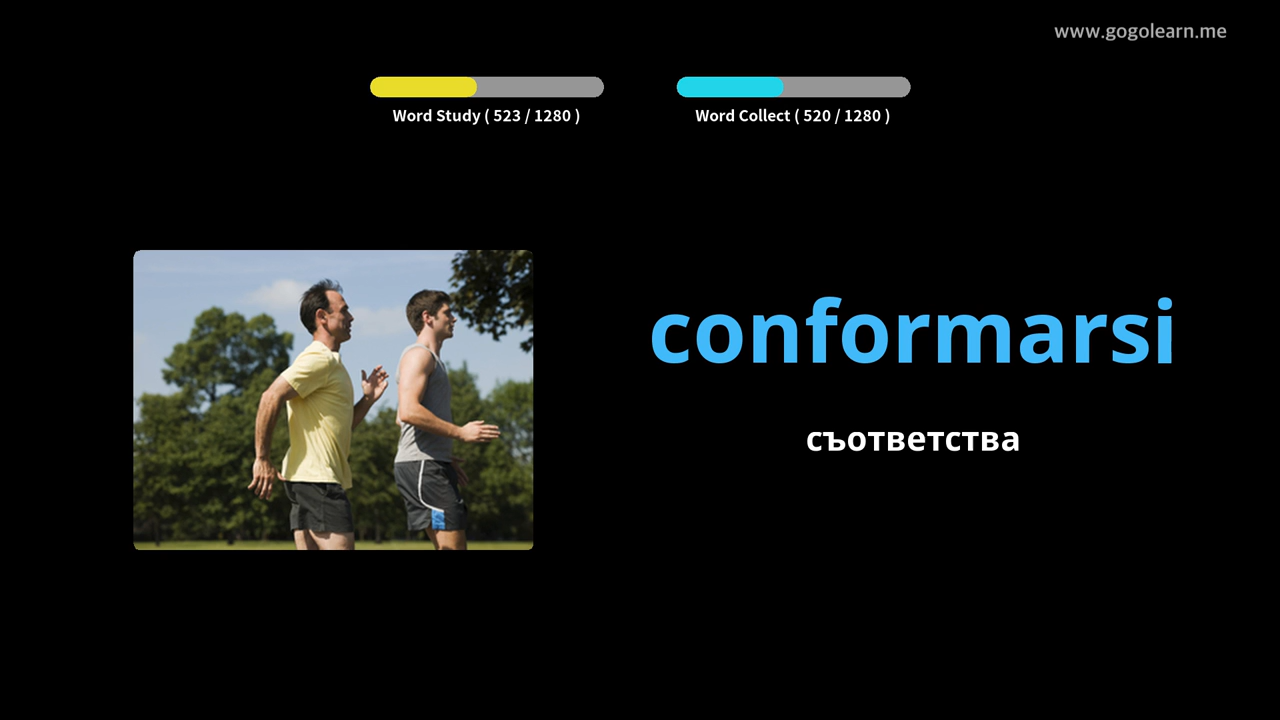 www.gogolearn.me
Word Study ( 523 / 1280 )
Word Collect ( 520 / 1280 )
conformarsi
съответства